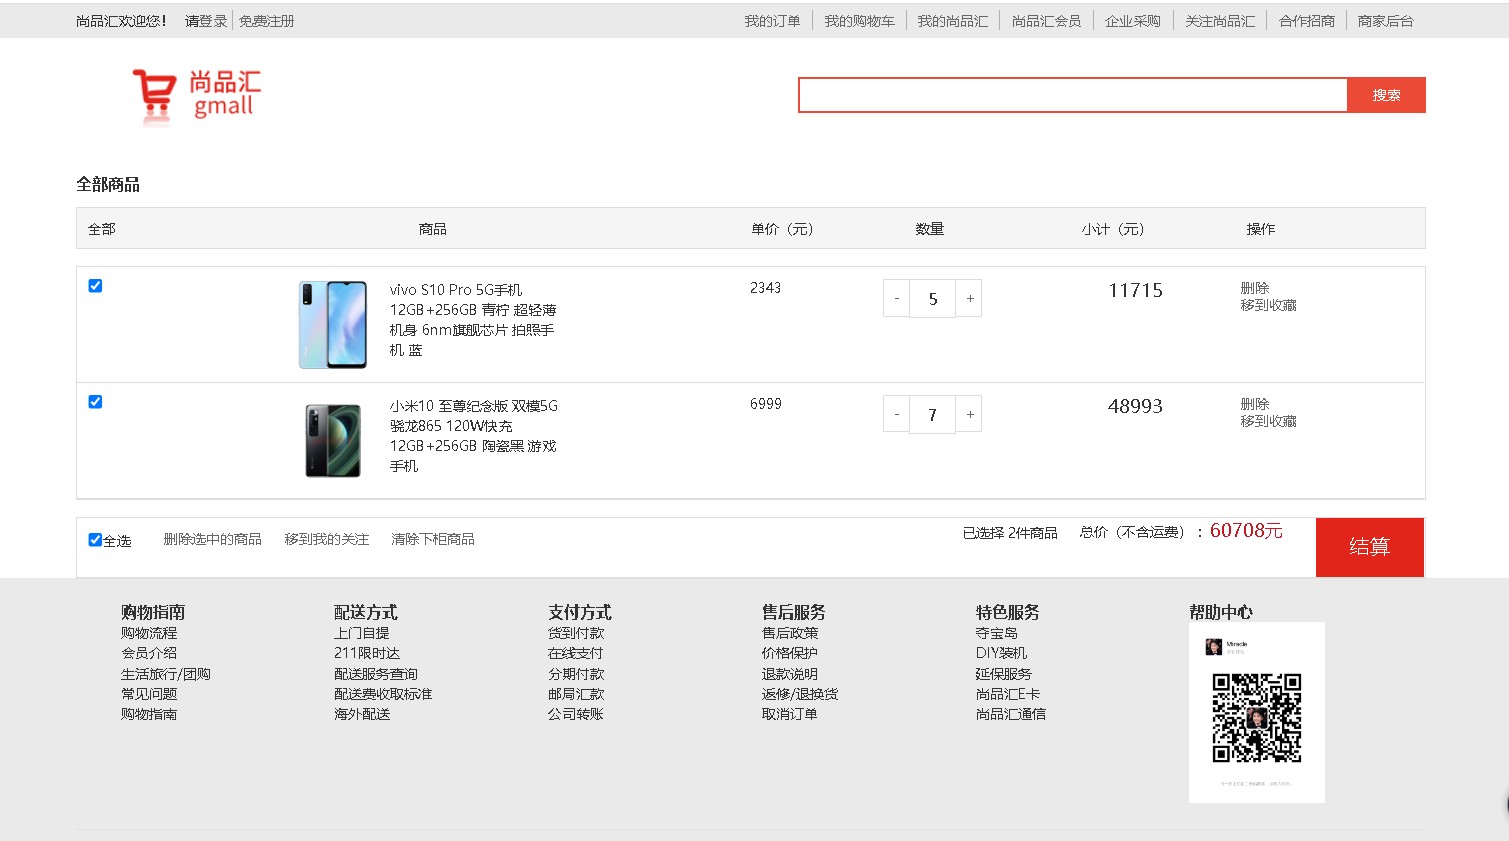 尚品汇欢迎您! 请登录 免费注册 我的订单 我的购物车 我的尚品汇 尚品汇会员 企业采购 关注尚品汇 合作招商 商家后台
尚品汇
gmall
搜索
全部商品
全部 商品 单价（元） 数量 小计（元） 操作
vivo S10 Pro 5G手机
12GB+256GB 青柠 超轻薄
机身 6nm旗舰芯片 拍照手
机 蓝
2343
- 5 +
11715
删除
移到收藏
小米10 至尊纪念版 双模5G
骁龙865 120W快充
12GB+256GB 陶瓷黑 游戏
手机
6999
- 7 +
48993
删除
移到收藏
全选 删除选中的商品 移到我的关注 清除下柜商品 已选择 2件商品 总价（不含运费）： 60708元 结算
购物指南
购物流程
会员介绍
生活旅行/团购
常见问题
购物指南
配送方式
上门自提
211限时达
配送服务查询
配送费收取标准
海外配送
支付方式
货到付款
在线支付
分期付款
邮局汇款
公司转账
售后服务
售后政策
价格保护
退款说明
返修/退换货
取消订单
特色服务
夺宝岛
DIY装机
延保服务
尚品汇E卡
尚品汇通信
帮助中心
Miracle